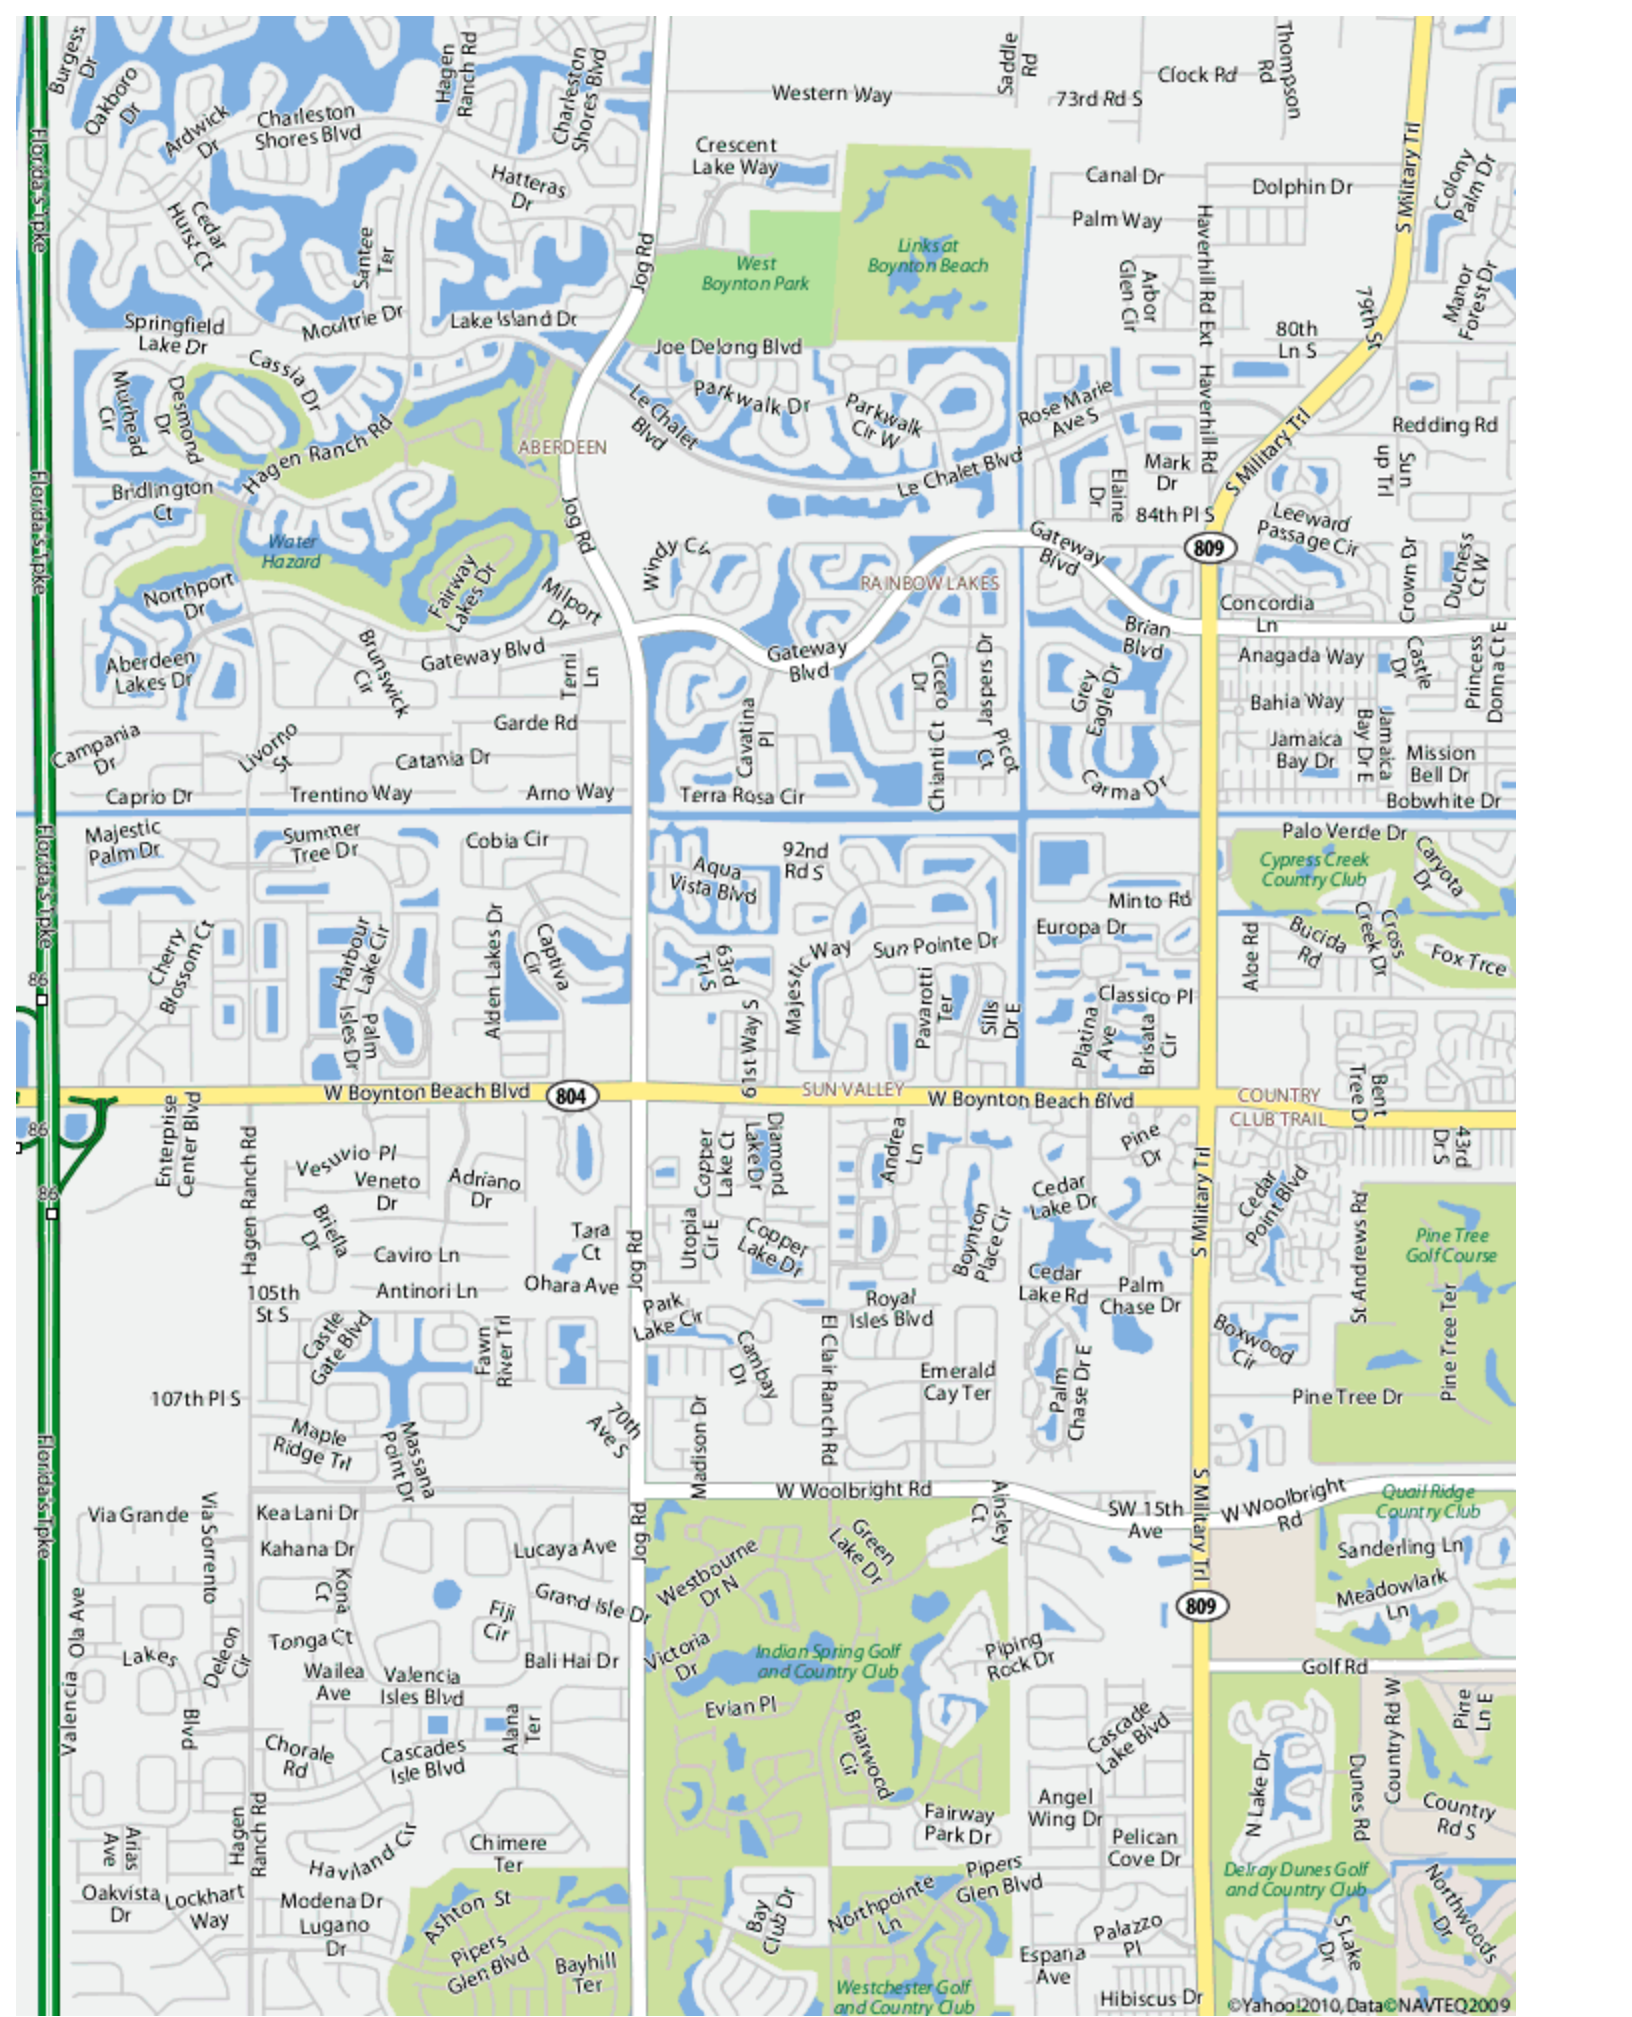 Burgess
Dr
Oakboro
Dr
Ardwick
Dr
Charleston
Shores Blvd
Hagen
Ranch Rd
Charleston
Shores Blvd
Western Way
Saddle
Rd
73rd Rd S
Clock Rd
Thompson
Rd
S Military Trl
Florida's Tpke
Crescent
Lake Way
Hatteras
Dr
Canal Dr
Dolphin Dr
Colony
Palm Dr
Cedar
Hurst Ct
Santee
Ter
Jog Rd
West
Boynton Park
Links at
Boynton Beach
Palm Way
Haverhill Rd Ext
Arbor
Glen Cir
Manor
Forest Dr
79th St
80th
Ln S
Springfield
Lake Dr
Moultrie Dr
Lake Island Dr
Joe Delong Blvd
Cassia Dr
Muirhead
Cir
Desmond
Dr
Hagen Ranch Rd
ABERDEEN
Le Chalet
Blvd
Parkwalk Dr
Parkwalk
Cir W
Rose Marie
Ave S
Haverhill Rd
S Military Trl
Redding Rd
Sun
up Trl
Le Chalet Blvd
Elaine
Dr
Mark
Dr
84th Pl S
Florida's Tpke
Bridlington
Ct
Water
Hazard
Jog Rd
Windy Cir
Gateway
Blvd
809
Leeward
Passage Cir
Crown Dr
Duchess
Ct W
RAINBOW LAKES
Northport
Dr
Fairway
Lakes Dr
Milport
Dr
Concordia
Ln
Brian
Blvd
Aberdeen
Lakes Dr
Brunswick
Cir
Gateway Blvd
Terni
Ln
Gateway
Blvd
Cicero
Dr
Jaspers Dr
Grey
Eagle Dr
Anagada Way
Castle
Dr
Princess
Donna Ct E
Bahia Way
Garde Rd
Cavatina
Pl
Chianti Ct
Picot
Ct
Jamaica
Bay Dr
Jamaica
Bay Dr E
Mission
Bell Dr
Campania
Dr
Livorno
St
Catania Dr
Carma Dr
Caprio Dr
Trentino Way
Arno Way
Terra Rosa Cir
Bobwhite Dr
Florida's Tpke
Majestic
Palm Dr
Summer
Tree Dr
Cobia Cir
Aqua
Vista Blvd
92nd
Rd S
Palo Verde Dr
Cypress Creek
Country Club
Caryota
Dr
Minto Rd
Europa Dr
Cherry
Blossom Ct
Harbour
Lake Cir
Alden Lakes Dr
Captiva
Cir
63rd
Trl S
Majestic Way
Sun Pointe Dr
Aloe Rd
Bucida
Rd
Cross
Creek Dr
Fox Trce
86
Palm
Isles Dr
61st Way S
Pavarotti
Ter
Sills
Dr E
Classico Pl
Platina
Ave
Brisata
Cir
W Boynton Beach Blvd
804
SUN VALLEY
W Boynton Beach Blvd
COUNTRY
CLUB TRAIL
Bent
Tree Dr
86
Enterprise
Center Blvd
Hagen Ranch Rd
Vesuvio Pl
Veneto
Dr
Adriano
Dr
Copper
Lake Ct
Diamond
Lake Dr
Andrea
Ln
Pine
Dr
S Military Trl
43rd
Dr S
86
Cedar
Lake Dr
Cedar
Point Blvd
St Andrews Rd
Pine Tree
Golf Course
Briella
Dr
Caviro Ln
Tara
Ct
Jog Rd
Utopia
Cir E
Copper
Lake Dr
Boynton
Place Cir
Antinori Ln
Ohara Ave
Cedar
Lake Rd
Palm
Chase Dr
105th
St S
Castle
Gate Blvd
Fawn
River Trl
Park
Lake Cir
Royal
Isles Blvd
Boxwood
Cir
Pine Tree Ter
Cambay
Dr
El Clair Ranch Rd
Emerald
Cay Ter
Palm
Chase Dr E
107th Pl S
Pine Tree Dr
Maple
Ridge Trl
Massana
Point Dr
70th
Ave S
Madison Dr
Florida's Tpke
W Woolbright Rd
Ainsley
Ct
SW 15th
Ave
S Military Trl
W Woolbright
Rd
Quail Ridge
Country Club
Via Grande
Via Sorrento
Kea Lani Dr
Kahana Dr
Lucaya Ave
Jog Rd
Westbourne
Dr N
Green
Lake Dr
Sanderling Ln
Meadowlark
Ln
Kona
Ct
Grand Isle Dr
Fiji
Cir
809
Ola Ave
Valencia
Lakes
Blvd
Deleon
Cir
Tonga Ct
Wailea
Ave
Valencia
Isles Blvd
Bali Hai Dr
Victoria
Dr
Indian Spring Golf
and Country Club
Piping
Rock Dr
Golf Rd
Evian Pl
Alana
Ter
Briarwood
Cir
Cascade
Lake Blvd
Country Rd W
Pine
Ln E
Chorale
Rd
Cascades
Isle Blvd
N Lake Dr
Dunes Rd
Hagen
Ranch Rd
Angel
Wing Dr
Country
Rd S
Arias
Ave
Haviland Cir
Chimere
Ter
Fairway
Park Dr
Pelican
Cove Dr
Delray Dunes Golf
and Country Club
Oakvista
Dr
Lockhart
Way
Modena Dr
Lugano
Dr
Ashton St
Pipers
Glen Blvd
Bayhill
Ter
Bay
Club Dr
Northpointe
Ln
Pipers
Glen Blvd
Palazzo
Pl
Espana
Ave
S Lake
Dr
Northwoods
Dr
Westchester Golf
and Country Club
Hibiscus Dr
©Yahoo!2010, Data©NAVTEQ2009